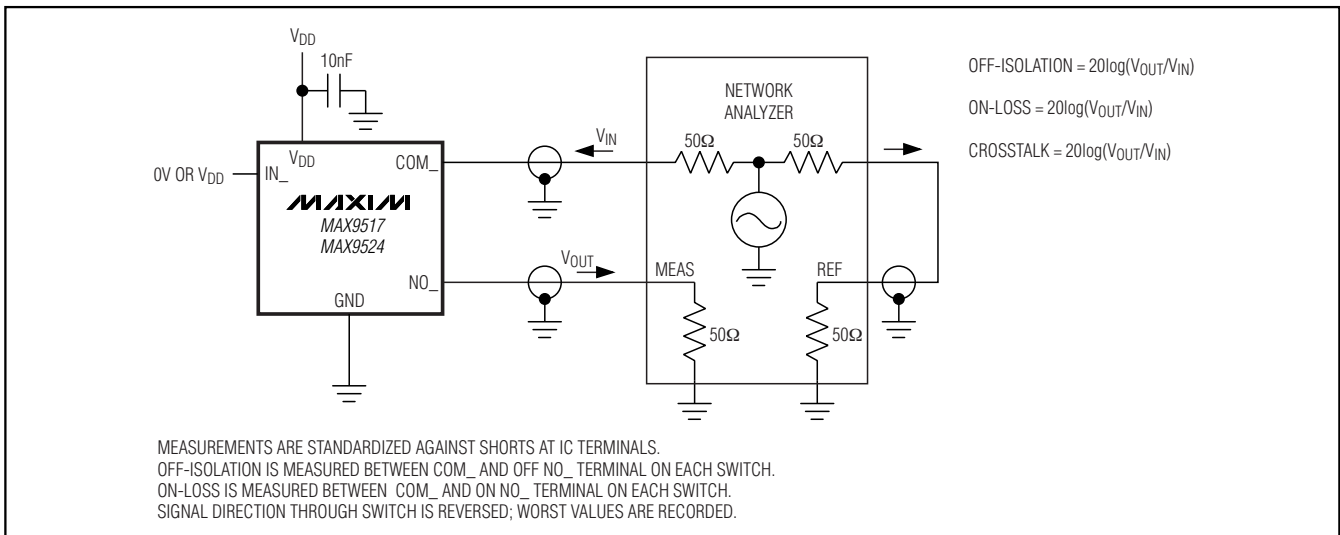 VDD
10nF
0V OR VDD
IN_
VDD
COM_
MAXIM
MAX9517
MAX9524
NO_
GND
VIN
VOUT
NETWORK
ANALYZER
50Ω
50Ω
MEAS
REF
50Ω
50Ω
OFF-ISOLATION = 20log(VOUT/VIN)
ON-LOSS = 20log(VOUT/VIN)
CROSSTALK = 20log(VOUT/VIN)
MEASUREMENTS ARE STANDARDIZED AGAINST SHORTS AT IC TERMINALS.
OFF-ISOLATION IS MEASURED BETWEEN COM_ AND OFF NO_ TERMINAL ON EACH SWITCH.
ON-LOSS IS MEASURED BETWEEN COM_ AND ON NO_ TERMINAL ON EACH SWITCH.
SIGNAL DIRECTION THROUGH SWITCH IS REVERSED; WORST VALUES ARE RECORDED.